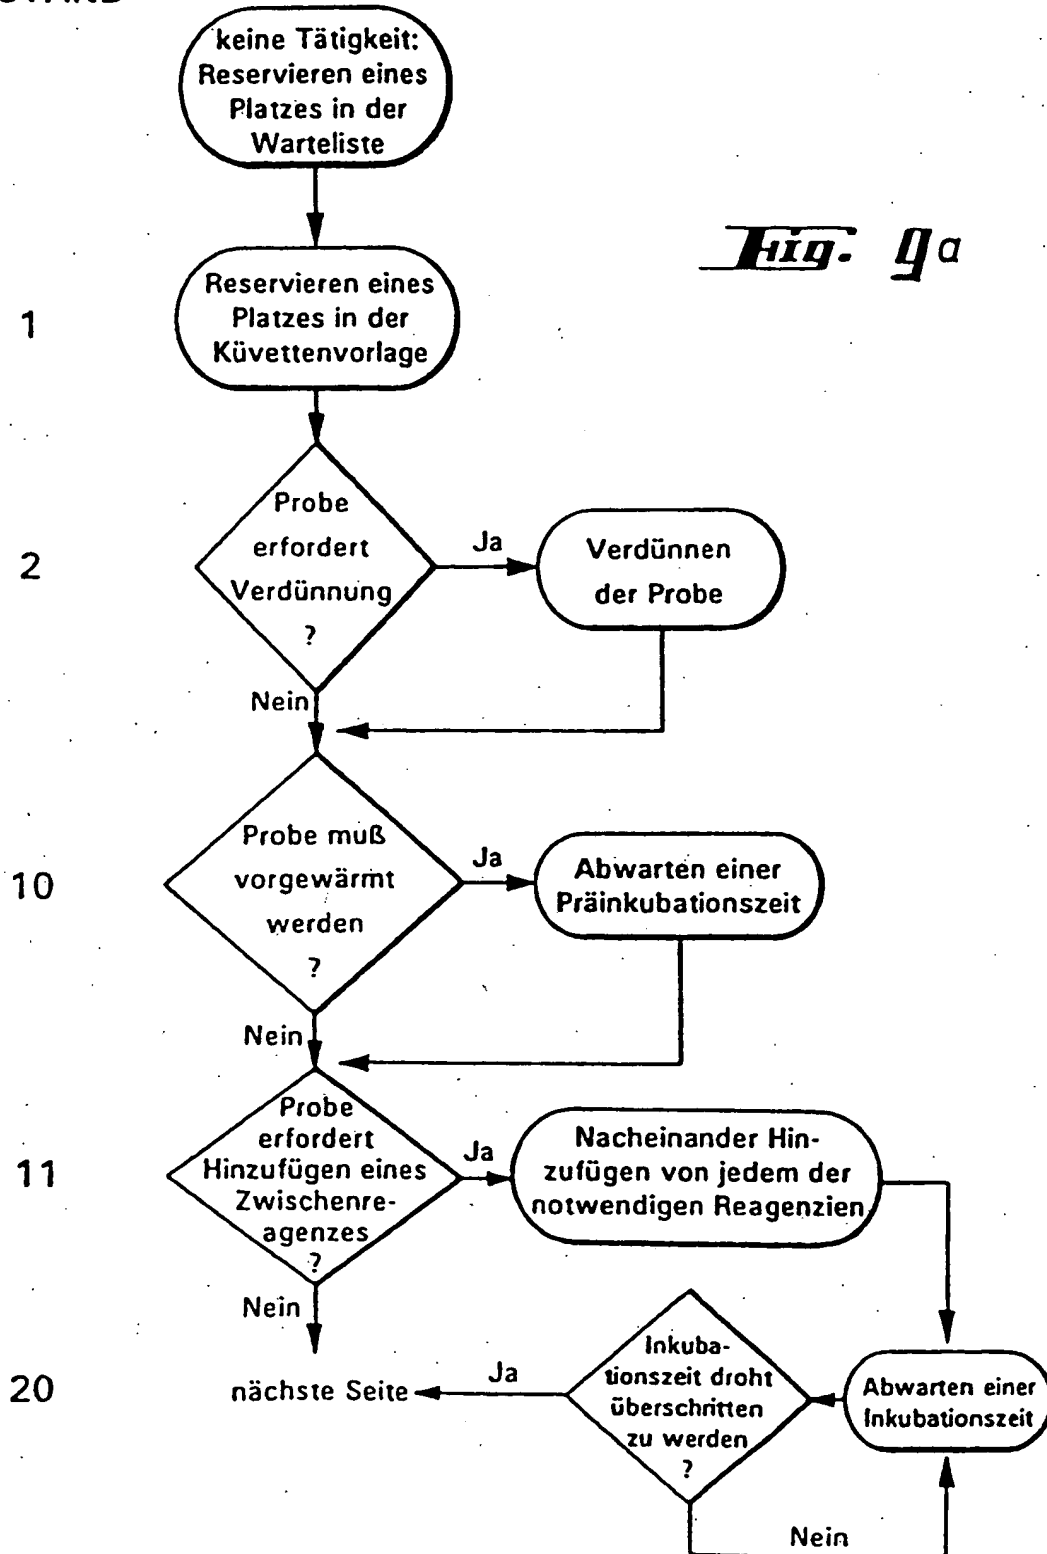 keine Tätigkeit:
Reservieren eines
Platzes in der
Warteliste
Fig. 9a
1
Reservieren eines
Platzes in der
Küvettenvorlage
2
Probe
erfordert
Verdünnung
?
Ja
Verdünnen
der Probe
Nein
10
Probe muß
vorgewärmt
werden
?
Ja
Abwarten einer
Präinkubationszeit
Nein
11
Probe
erfordert
Hinzufügen eines
Zwischenre-
agenzes
?
Ja
Nacheinander Hin-
zufügen von jedem der
notwendigen Reagenzien
Nein
20
nächste Seite
Ja
Inkuba-
tionszeit droht
überschritten
zu werden
?
Abwarten einer
Inkubationszeit
Nein